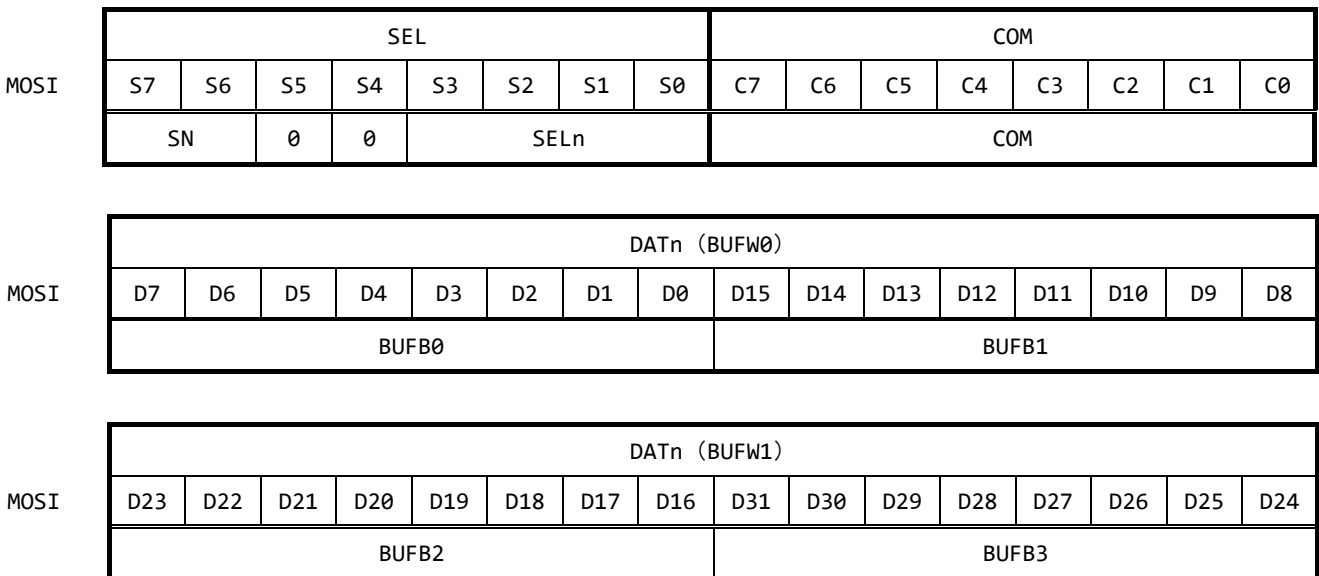 SEL COM
MOSI S7 S6 S5 S4 S3 S2 S1 S0 C7 C6 C5 C4 C3 C2 C1 C0
SN 0 0 SELn COM
DATn（BUFW0）
MOSI D7 D6 D5 D4 D3 D2 D1 D0 D15 D14 D13 D12 D11 D10 D9 D8
BUFB0 BUFB1
DATn（BUFW1）
MOSI D23 D22 D21 D20 D19 D18 D17 D16 D31 D30 D29 D28 D27 D26 D25 D24
BUFB2 BUFB3